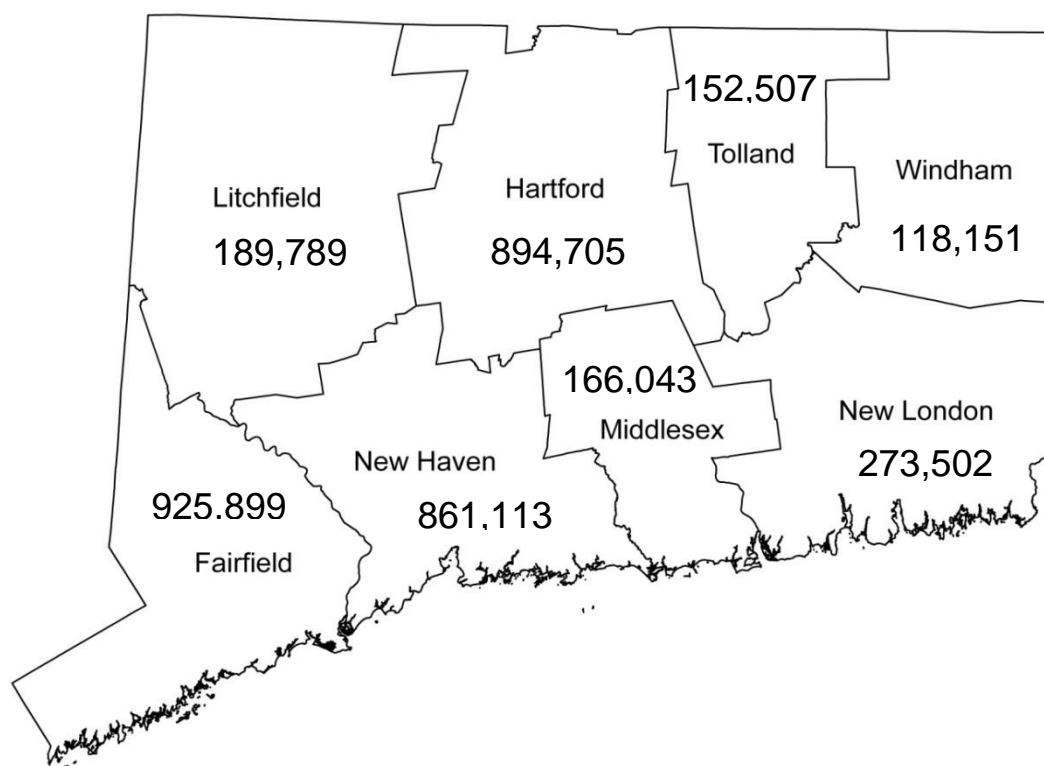 152,507
Tolland
Windham
118,151
Hartford
894,705
Litchfield
189,789
166,043
Middlesex
New London
273,502
New Haven
861,113
925,899
Fairfield